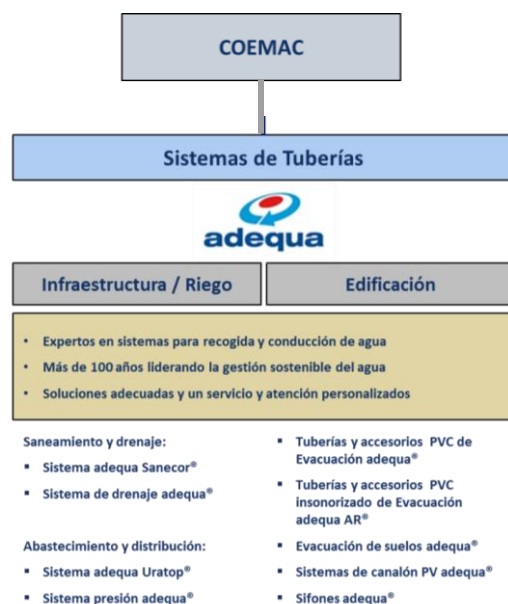 COEMAC
Sistemas de Tuberías
adequa
Infraestructura / Riego
Edificación
• Expertos en sistemas para recogida y conducción de agua
• Más de 100 años liderando la gestión sostenible del agua
• Soluciones adecuadas y un servicio y atención personalizados
Saneamiento y drenaje:
▪ Sistema adequa Sanecor®
▪ Sistema de drenaje adequa®
Abastecimiento y distribución:
▪ Sistema adequa Uratop®
▪ Sistema presión adequa®
▪ Tuberías y accesorios PVC de
Evacuación adequa®
▪ Tuberías y accesorios PVC
insonorizado de Evacuación
adequa AR®
▪ Evacuación de suelos adequa®
▪ Sistemas de canalón PV adequa®
▪ Sifones adequa®